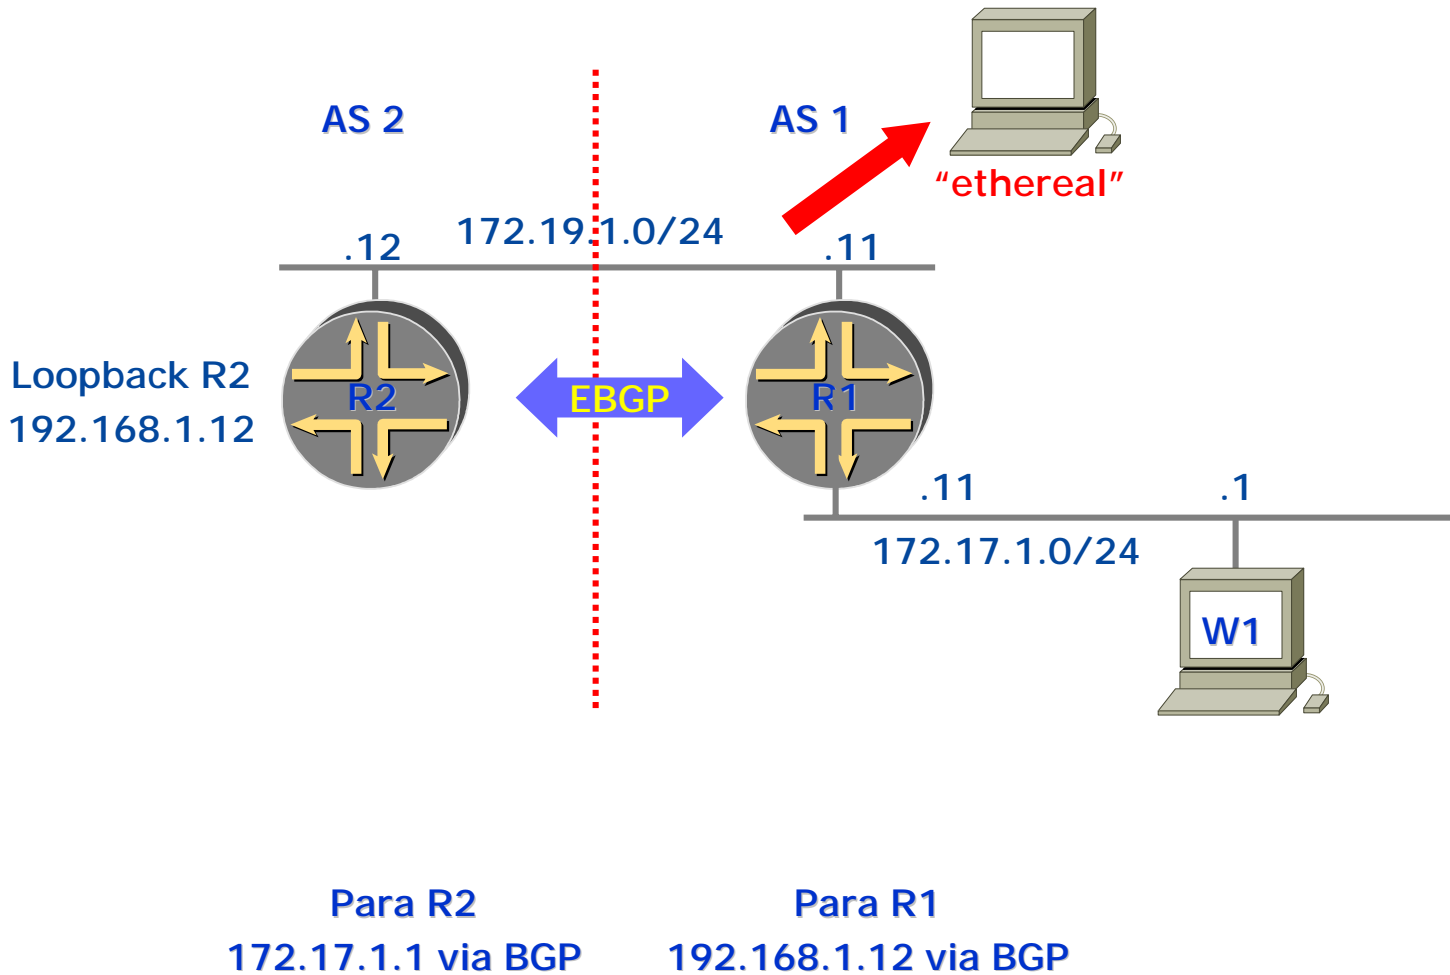 AS 2
AS 1
“ethereal”
172.19.1.0/24
.12
.11
Loopback R2
192.168.1.12
R2
EBGP
R1
.11
.1
172.17.1.0/24
W1
Para R2
172.17.1.1 via BGP
Para R1
192.168.1.12 via BGP